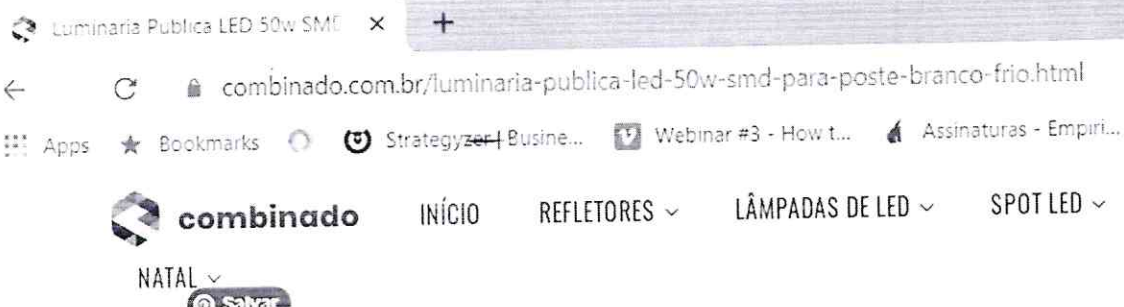 Luminaria Publica LED 50w SMD
combinado.com.br/luminaria-publica-led-50w-smd-para-poste-branco-frio.html
Apps Bookmarks Strategyzer | Busine... Webinar #3 - How t... Assinaturas - Empiri...
combinado INÍCIO REFLETORES LÂMPADAS DE LED SPOT LED
NATAL
Salvar